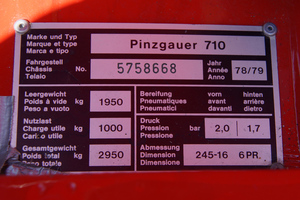 Marke und Typ
Marque et type
Marca e tipo
Pinzgauer 710
Fahrgestell
Châssis No.
Telaio
5758668
Jahr
Année
Anno
78/79
Leergewicht
Poids à vide kg
Peso a vuoto
1950
Nutzlast
Charge utile kg
Carico utile
1000
Gesamtgewicht
Poids total kg
Peso totale
2950
Bereifung vorn hinten
Pneumatiques avant arrière
Pneumatici davanti dietro
Druck
Pression bar
Pressione
2,0 1,7
Abmessung
Dimension
Dimensione
245-16 6PR.